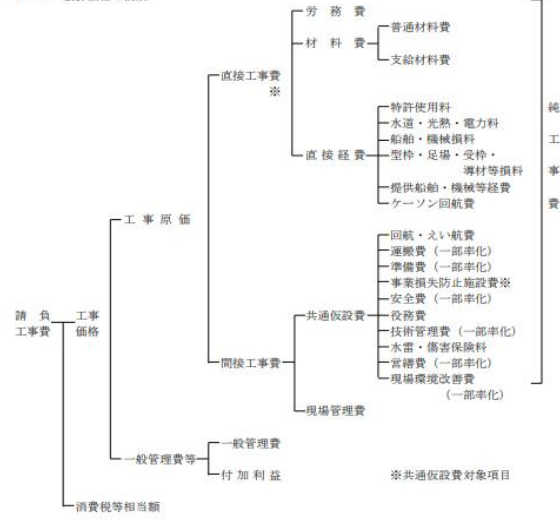 労務費
材料費
普通材料費
支給材料費
直接工事費
※
特許使用料
水道・光熱・電力料
船舶・機械損料
直接経費
型枠・足場・受枠・
導材等損料
提供船舶・機械等経費
ケーソン回航費
純工事費
工事原価
回航・えい航費
運搬費(一部率化)
準備費(一部率化)
事業損失防止施設費※
安全費(一部率化)
共通仮設費
役務費
技術管理費(一部率化)
水雷・傷害保険料
営繕費(一部率化)
現場環境改善費
(一部率化)
請負
工事費
工事
価格
間接工事費
現場管理費
一般管理費等
一般管理費
付加利益
※共通仮設費対象項目
消費税等相当額